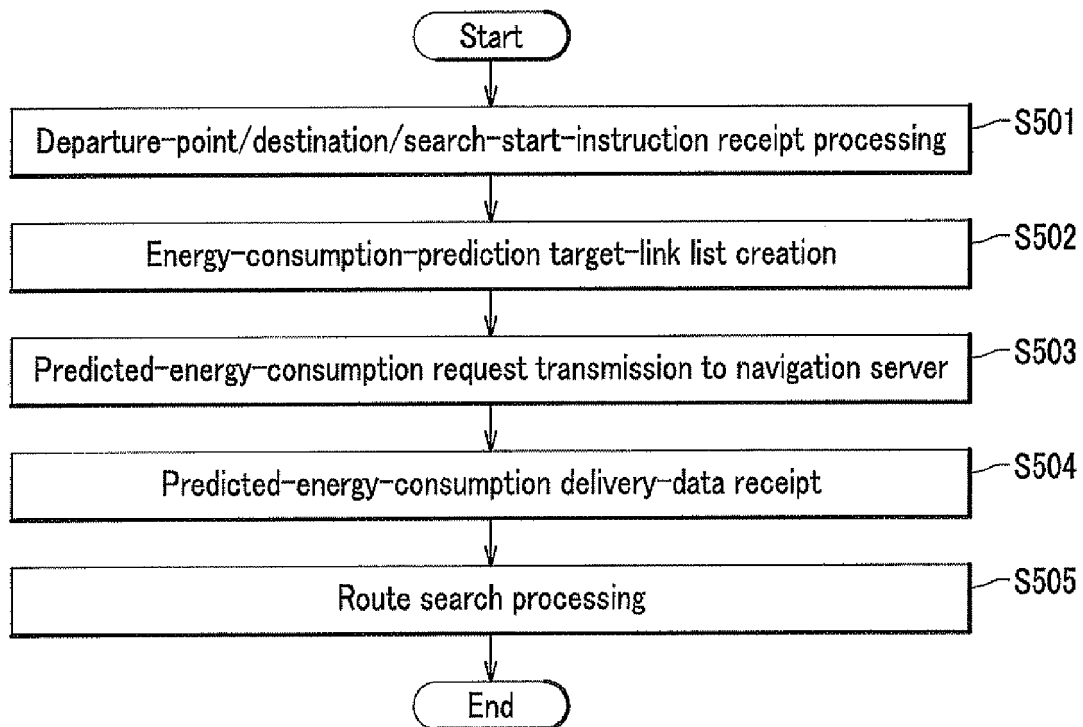 Start
Departure-point/destination/search-start-instruction receipt processing
S501
Energy-consumption-prediction target-link list creation
S502
Predicted-energy-consumption request transmission to navigation server
S503
Predicted-energy-consumption delivery-data receipt
S504
Route search processing
S505
End